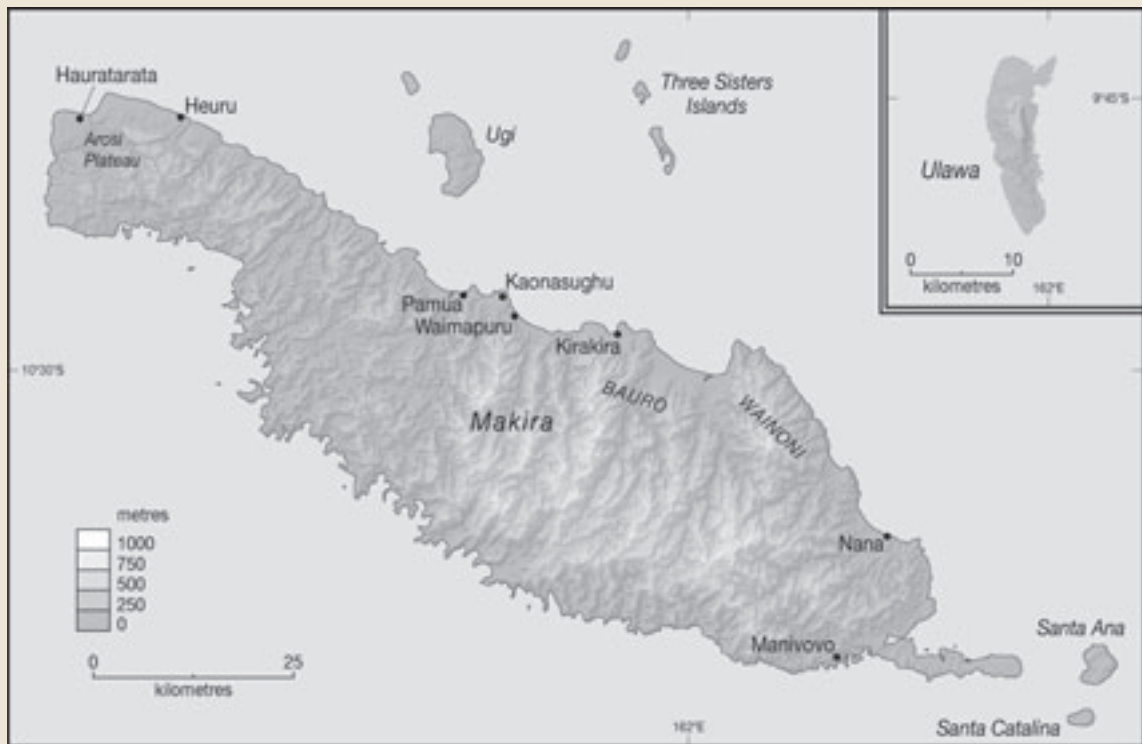 Hauratarata
Heuru
Arosi
Plateau
Ugi
Three Sisters
Islands
9°45'S
Ulawa
0 10
kilometres
162°E
Kaonasughu
Pamua
Waimapuru
Kirakira
10°30'S
BAURO
WAINONI
Makira
metres
1000
750
500
250
0
Nana
Manivovo
Santa Ana
0 25
kilometres
Santa Catalina
162°E